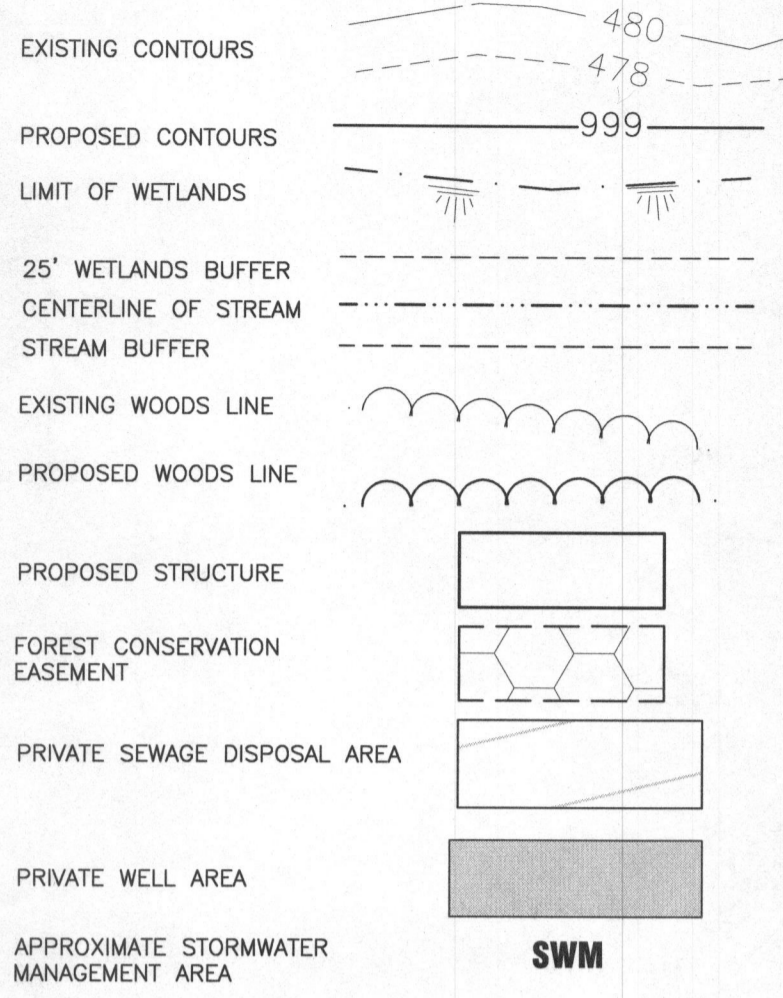 EXISTING CONTOURS
480
478
PROPOSED CONTOURS
999
LIMIT OF WETLANDS
25' WETLANDS BUFFER
CENTERLINE OF STREAM
STREAM BUFFER
EXISTING WOODS LINE
PROPOSED WOODS LINE
PROPOSED STRUCTURE
FOREST CONSERVATION
EASEMENT
PRIVATE SEWAGE DISPOSAL AREA
PRIVATE WELL AREA
APPROXIMATE STORMWATER
MANAGEMENT AREA
SWM